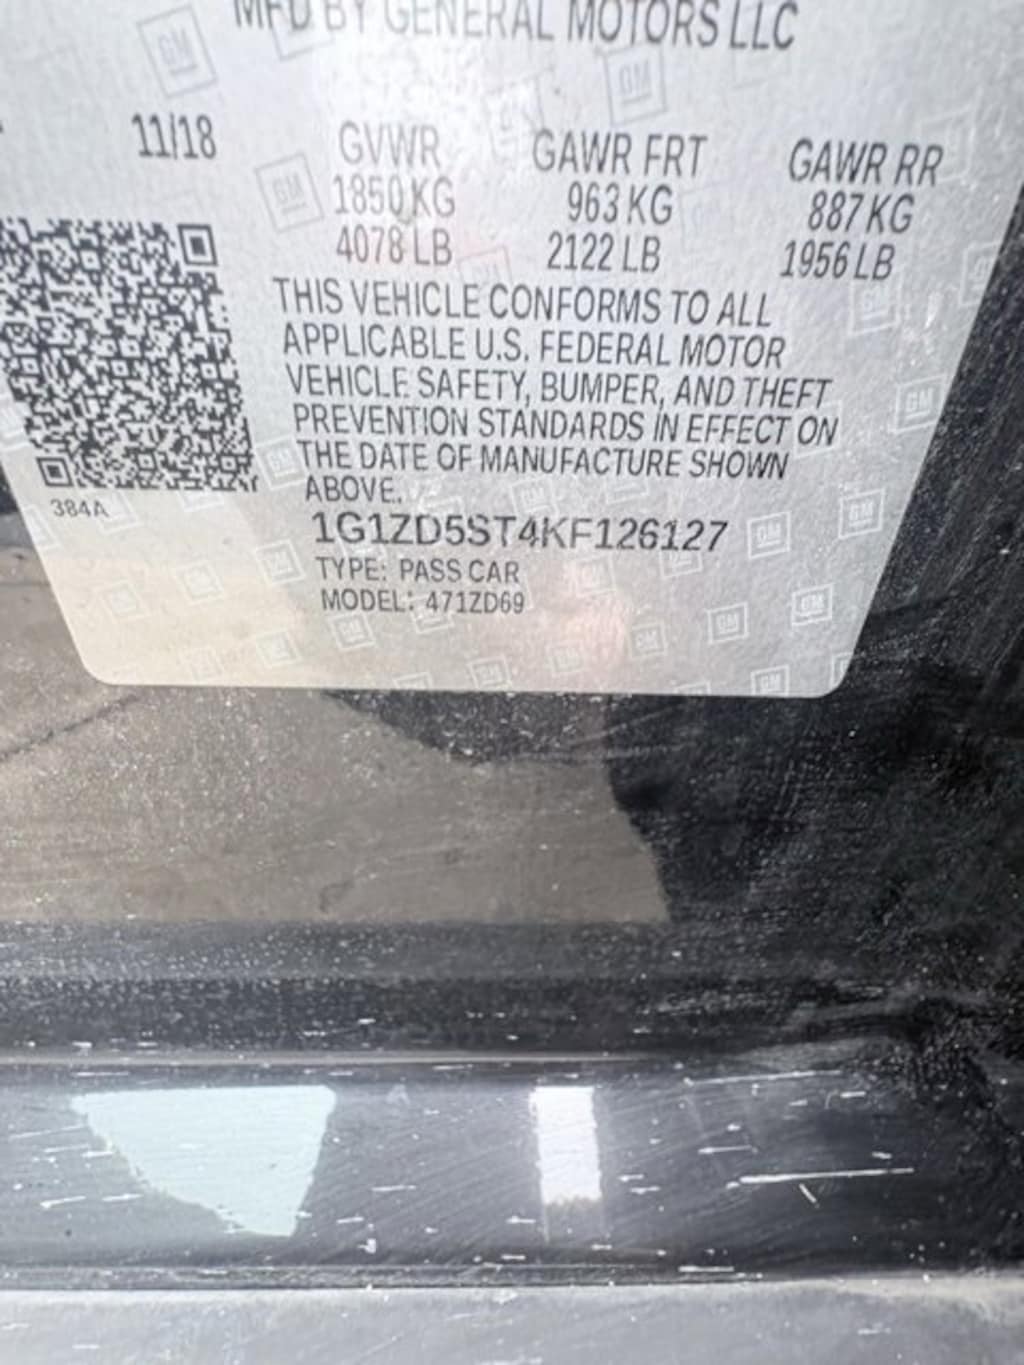 MFD BY GENERAL MOTORS LLC
11/18 GVWR GAWR FRT GAWR RR
1850 KG 963 KG 887 KG
4078 LB 2122 LB 1956 LB
THIS VEHICLE CONFORMS TO ALL
APPLICABLE U.S. FEDERAL MOTOR
VEHICLE SAFETY, BUMPER, AND THEFT
PREVENTION STANDARDS IN EFFECT ON
THE DATE OF MANUFACTURE SHOWN
ABOVE.
384A
1G1ZD5ST4KF126127
TYPE: PASS CAR
MODEL: 471ZD69